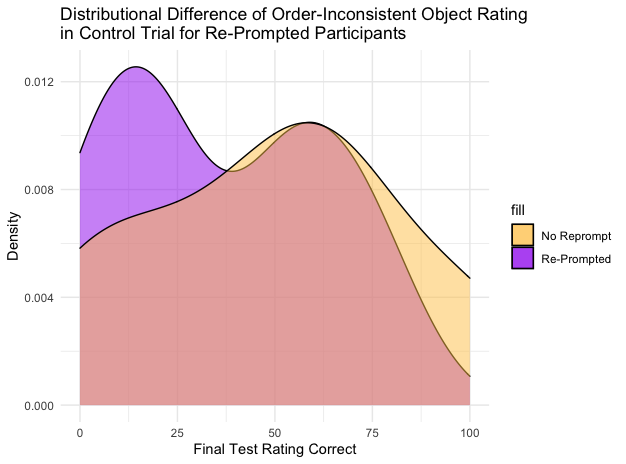 Distributional Difference of Order-Inconsistent Object Rating
in Control Trial for Re-Prompted Participants
Density
0.012
0.008
0.004
0.000
0
25
50
75
100
Final Test Rating Correct
fill
No Reprompt
Re-Prompted